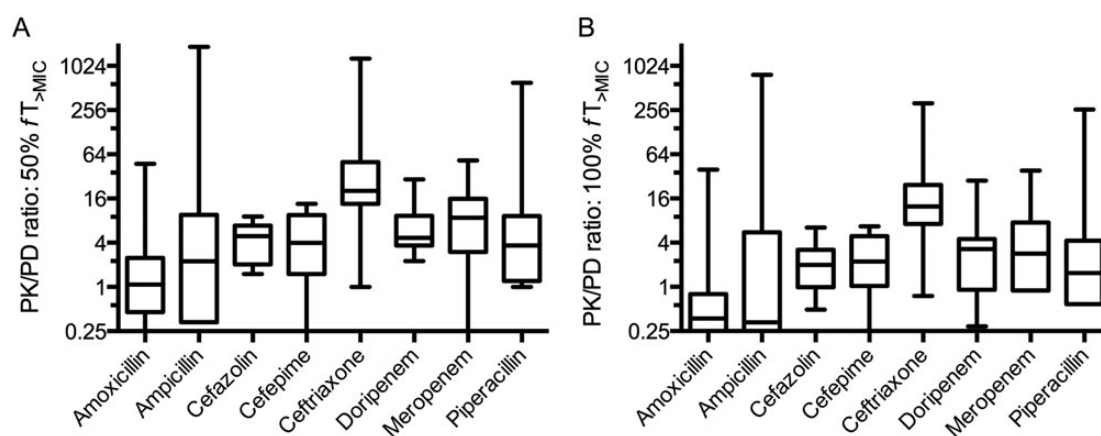 A
PK/PD ratio: 50% fT>MIC
1024
256
64
16
4
1
0.25
Amoxicillin
Ampicillin
Cefazolin
Cefepime
Ceftriaxone
Doripenem
Meropenem
Piperacillin
B
PK/PD ratio: 100% fT>MIC
1024
256
64
16
4
1
0.25
Amoxicillin
Ampicillin
Cefazolin
Cefepime
Ceftriaxone
Doripenem
Meropenem
Piperacillin